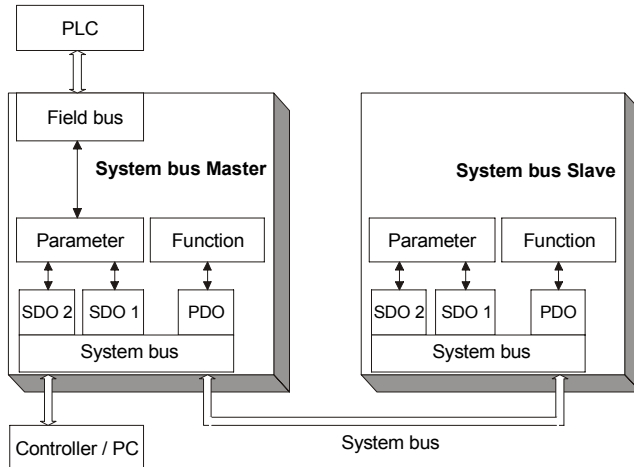 PLC
Field bus
System bus Master
System bus Slave
Parameter
Function
Parameter
Function
SDO 2
SDO 1
PDO
SDO 2
SDO 1
PDO
System bus
System bus
Controller / PC
System bus